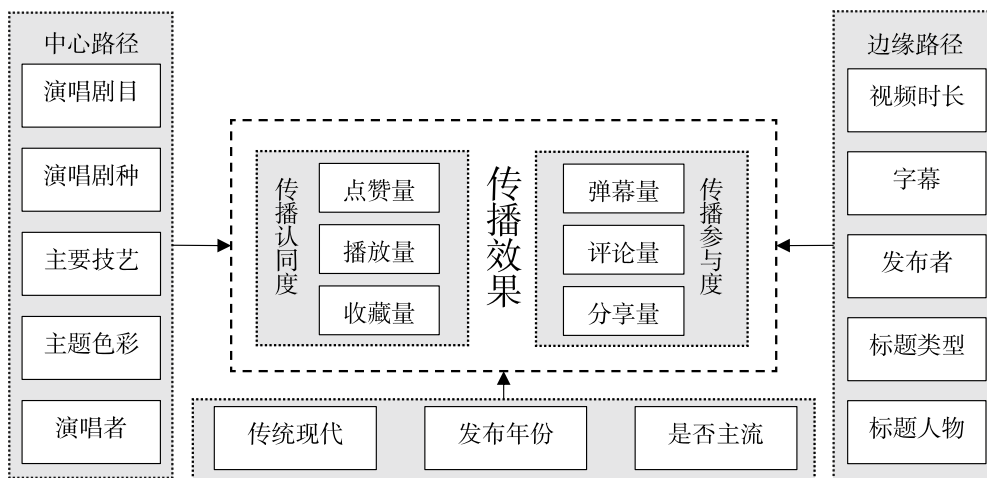 中心路径
演唱剧目
演唱剧种
主要技艺
主题色彩
演唱者
传播认同度
点赞量
播放量
收藏量
传播效果
弹幕量
评论量
分享量
传播参与度
传统现代
发布年份
是否主流
边缘路径
视频时长
字幕
发布者
标题类型
标题人物